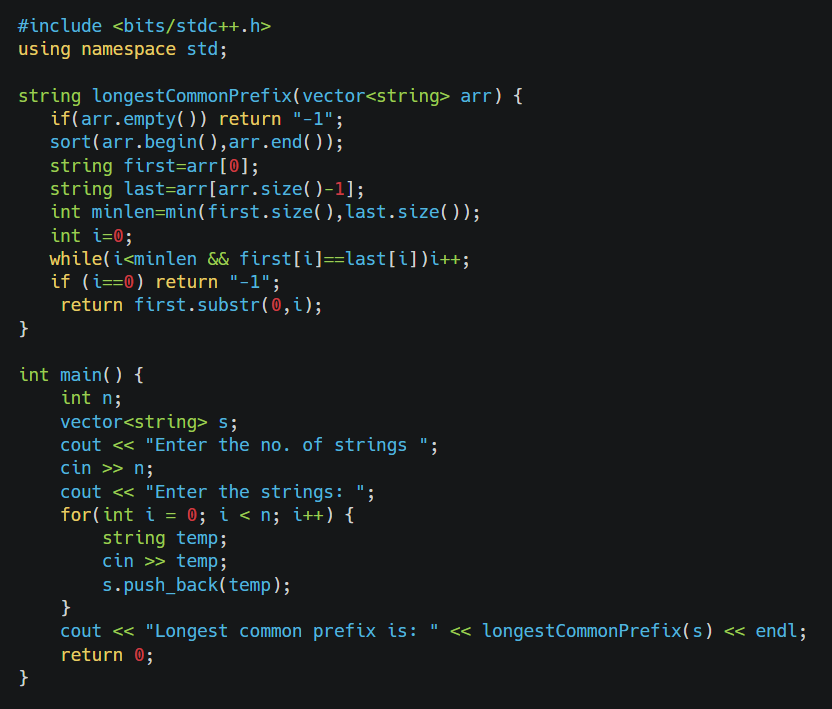 #include <bits/stdc++.h>
using namespace std;

string longestCommonPrefix(vector<string> arr) {
   if(arr.empty()) return "-1";
   sort(arr.begin(),arr.end());
   string first=arr[0];
   string last=arr[arr.size()-1];
   int minlen=min(first.size(),last.size());
   int i=0;
   while(i<minlen && first[i]==last[i])i++;
   if (i==0) return "-1";
    return first.substr(0,i);
}

int main() {
    int n;
    vector<string> s;
    cout << "Enter the no. of strings ";
    cin >> n;
    cout << "Enter the strings: ";
    for(int i = 0; i < n; i++) {
        string temp;
        cin >> temp;
        s.push_back(temp);
    }
    cout << "Longest common prefix is: " << longestCommonPrefix(s) << endl;
    return 0;
}